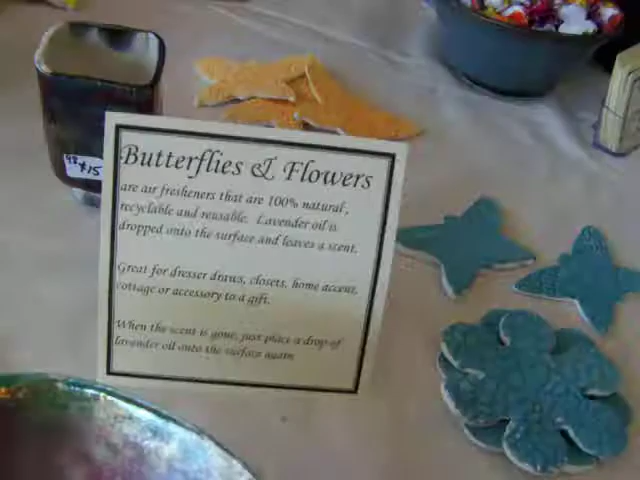 Butterflies & Flowers
are air fresheners that are 100% natural,
recyclable and reusable. Lavender oil is
dropped onto the surface and leaves a scent.
Great for dresser draws, closets, home accent,
cottage or accessory to a gift.
When the scent is gone, just place a drop of
lavender oil onto the surface again
48 $15